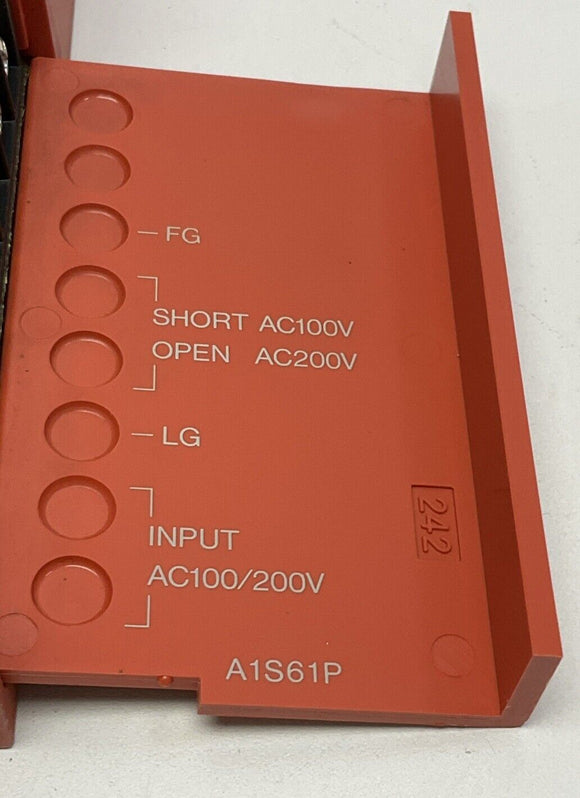 FG
SHORT AC100V
OPEN AC200V
LG
INPUT
AC100/200V
242
A1S61P